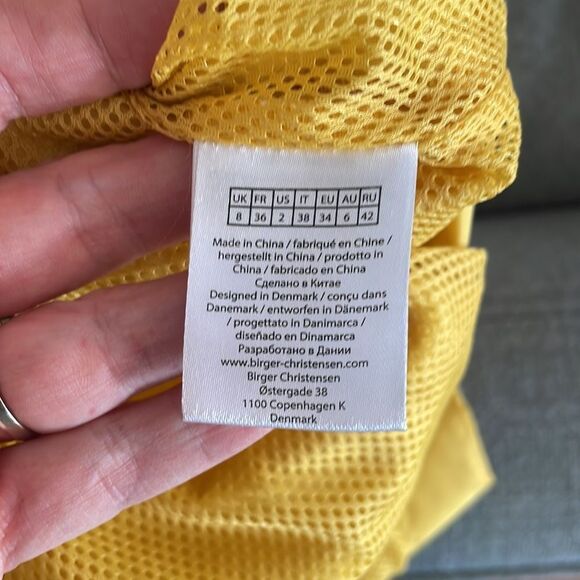 UK FR US IT EU AU RU
8 36 2 38 34 6 42
Made in China / fabriqué en Chine /
hergestellt in China / prodotto in
China / fabricado en China
Сделано в Китае
Designed in Denmark / conçu dans
Danemark / entworfen in Dänemark
/ progettato in Danimarca /
diseñado en Dinamarca
Разработано в Дании
www.birger-christensen.com
Birger Christensen
Østergade 38
1100 Copenhagen K
Denmark